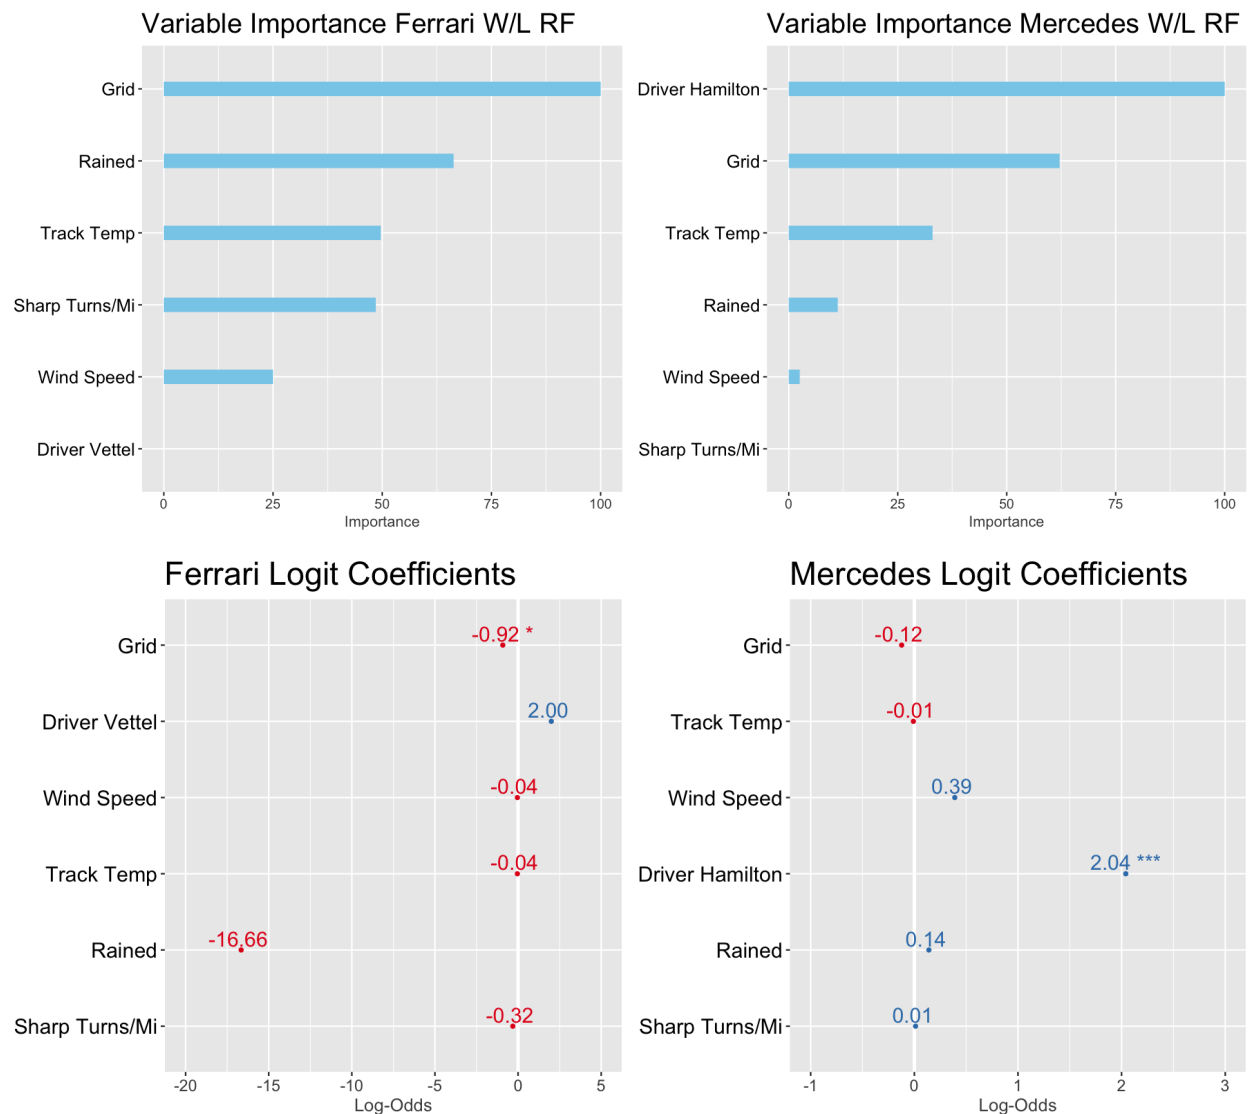 Variable Importance Ferrari W/L RF
Grid
Rained
Track Temp
Sharp Turns/Mi
Wind Speed
Driver Vettel
0 25 50 75 100
Importance
Variable Importance Mercedes W/L RF
Driver Hamilton
Grid
Track Temp
Rained
Wind Speed
Sharp Turns/Mi
0 25 50 75 100
Importance
Ferrari Logit Coefficients
Grid -0.92 *
Driver Vettel 2.00
Wind Speed -0.04
Track Temp -0.04
Rained -16.66
Sharp Turns/Mi -0.32
-20 -15 -10 -5 0 5
Log-Odds
Mercedes Logit Coefficients
Grid -0.12
Track Temp -0.01
Wind Speed 0.39
Driver Hamilton 2.04 ***
Rained 0.14
Sharp Turns/Mi 0.01
-1 0 1 2 3
Log-Odds